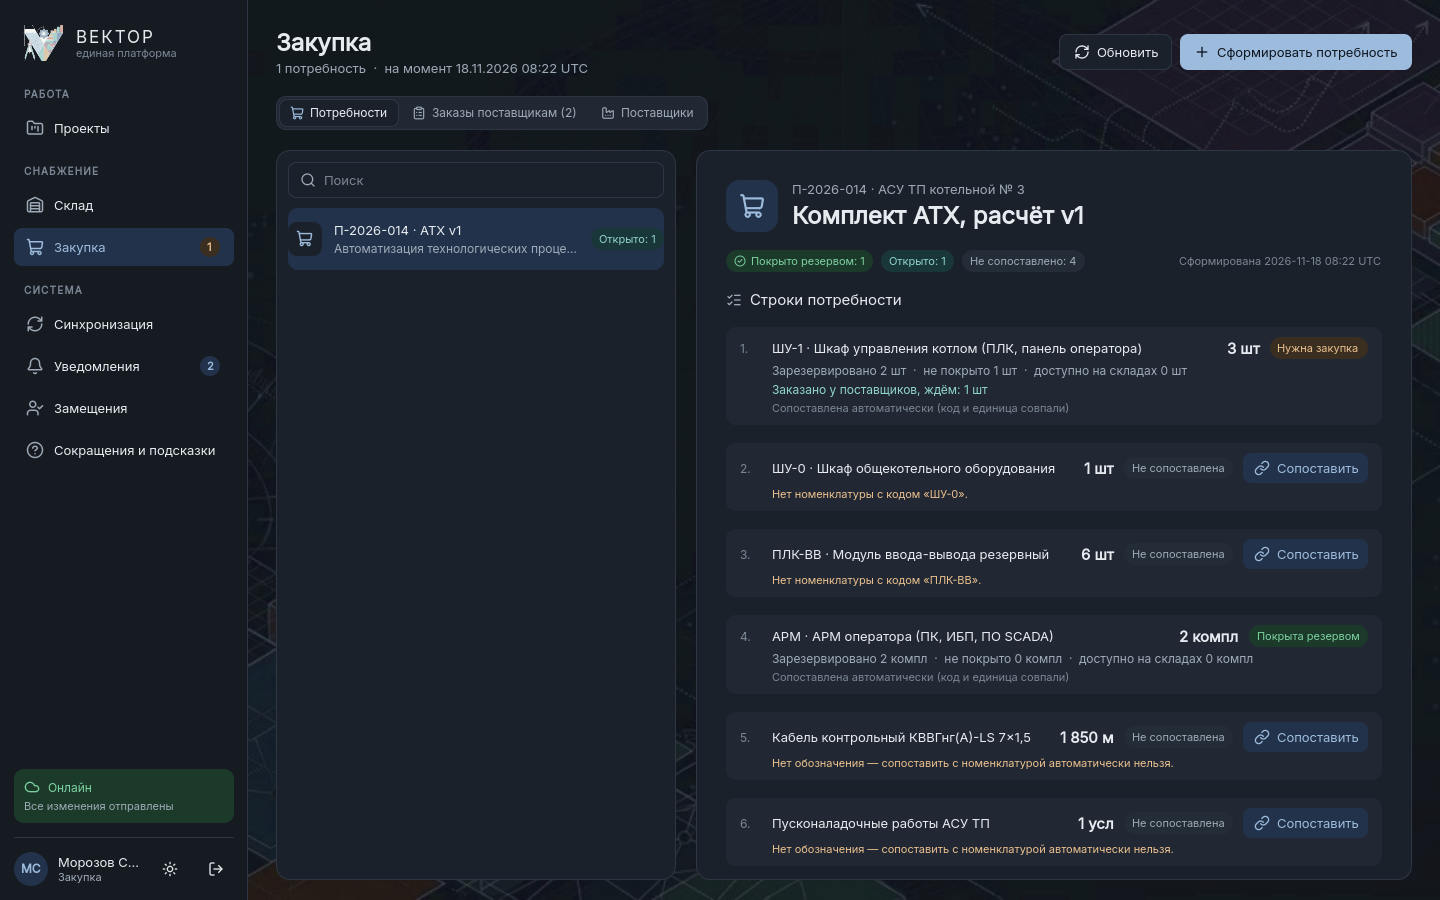 ВЕКТОР
единая платформа
РАБОТА
Проекты
СНАБЖЕНИЕ
Склад
Закупка 1
СИСТЕМА
Синхронизация
Уведомления 2
Замещения
Сокращения и подсказки
Онлайн
Все изменения отправлены
МС Морозов С...
Закупка
Закупка
1 потребность · на момент 18.11.2026 08:22 UTC
Обновить
Сформировать потребность
Потребности
Заказы поставщикам (2)
Поставщики
Поиск
П-2026-014 · АТХ v1
Автоматизация технологических проце...
Открыто: 1
П-2026-014 · АСУ ТП котельной № 3
Комплект АТХ, расчёт v1
Покрыто резервом: 1 Открыто: 1 Не сопоставлено: 4 Сформирована 2026-11-18 08:22 UTC
Строки потребности
1. ШУ-1 · Шкаф управления котлом (ПЛК, панель оператора) 3 шт Нужна закупка
Зарезервировано 2 шт · не покрыто 1 шт · доступно на складах 0 шт
Заказано у поставщиков, ждём: 1 шт
Сопоставлена автоматически (код и единица совпали)
2. ШУ-0 · Шкаф общекотельного оборудования 1 шт Не сопоставлена Сопоставить
Нет номенклатуры с кодом «ШУ-0».
3. ПЛК-ВВ · Модуль ввода-вывода резервный 6 шт Не сопоставлена Сопоставить
Нет номенклатуры с кодом «ПЛК-ВВ».
4. АРМ · АРМ оператора (ПК, ИБП, ПО SCADA) 2 компл Покрыта резервом
Зарезервировано 2 компл · не покрыто 0 компл · доступно на складах 0 компл
Сопоставлена автоматически (код и единица совпали)
5. Кабель контрольный КВВГнг(А)-LS 7×1,5 1 850 м Не сопоставлена Сопоставить
Нет обозначения — сопоставить с номенклатурой автоматически нельзя.
6. Пусконаладочные работы АСУ ТП 1 усл Не сопоставлена Сопоставить
Нет обозначения — сопоставить с номенклатурой автоматически нельзя.